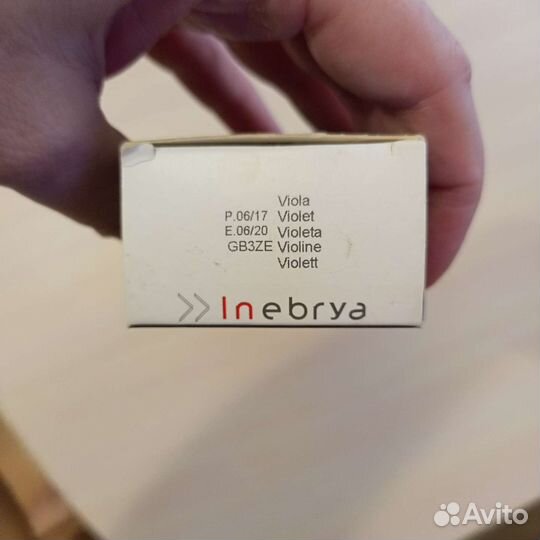 Viola
P.06/17 Violet
E.06/20 Violeta
GB3ZE Violine
Violett
>> Inebrya
Avito